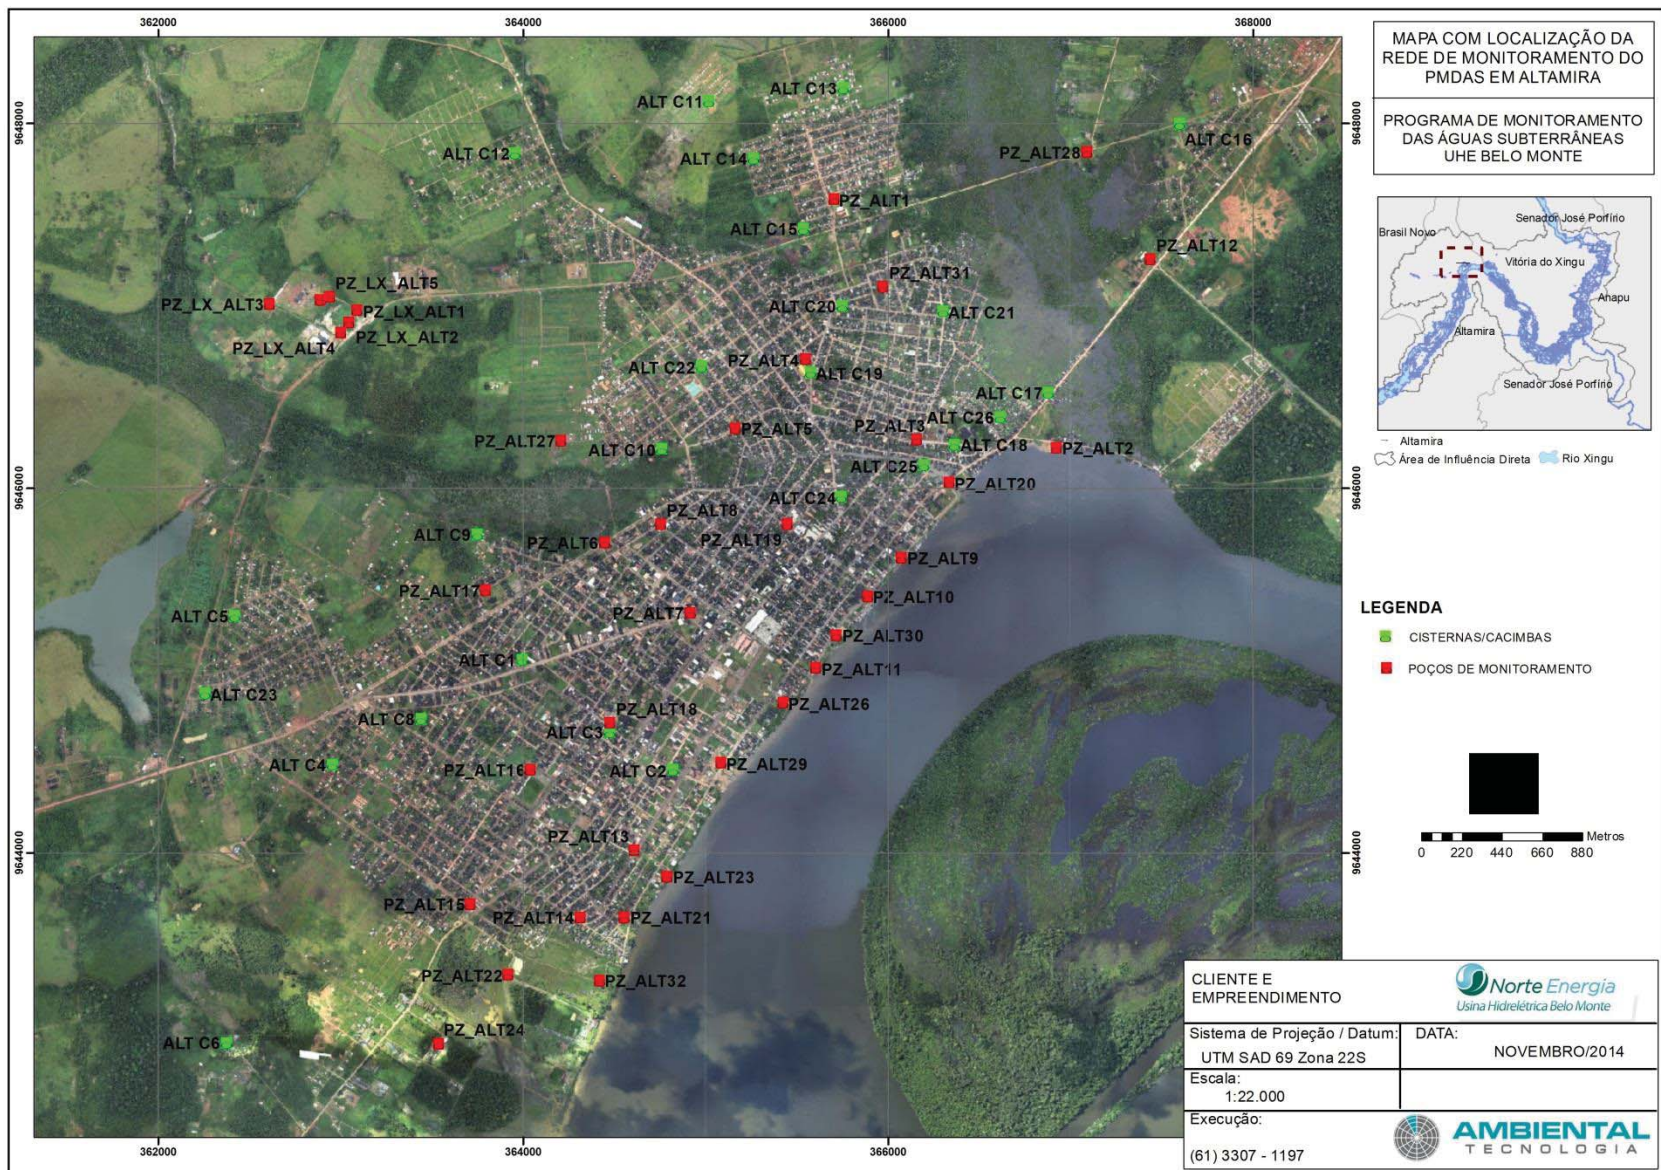 362000
364000
366000
368000
MAPA COM LOCALIZAÇÃO DA
REDE DE MONITORAMENTO DO
PMDAS EM ALTAMIRA
PROGRAMA DE MONITORAMENTO
DAS ÁGUAS SUBTERRÂNEAS
UHE BELO MONTE
9648000
9648000
ALT C11
ALT C13
ALT C16
ALT C12
ALT C14
PZ_ALT28
PZ_ALT1
ALT C15
PZ_ALT12
PZ_LX_ALT5
PZ_ALT31
PZ_LX_ALT3
PZ_LX_ALT1
ALT C20
ALT C21
PZ_LX_ALT2
PZ_LX_ALT4
PZ_ALT4
ALT C22
ALT C19
ALT C17
ALT C26
PZ_ALT5
PZ_ALT3
PZ_ALT27
ALT C10
ALT C18
PZ_ALT2
ALT C25
PZ_ALT20
9646000
9646000
ALT C24
PZ_ALT8
ALT C9
PZ_ALT6
PZ_ALT19
PZ_ALT9
PZ_ALT17
PZ_ALT10
ALT C5
PZ_ALT7
PZ_ALT30
ALT C1
PZ_ALT11
ALT C23
PZ_ALT26
ALT C8
PZ_ALT18
ALT C3
ALT C4
PZ_ALT16
ALT C2
PZ_ALT29
PZ_ALT13
9644000
9644000
PZ_ALT23
PZ_ALT15
PZ_ALT14
PZ_ALT21
PZ_ALT22
PZ_ALT32
PZ_ALT24
ALT C6
362000
364000
366000
Senador José Porfírio
Brasil Novo
Vitória do Xingu
Anapu
Altamira
Senador José Porfírio
Altamira
Área de Influência Direta
Rio Xingu
LEGENDA
CISTERNAS/CACIMBAS
POÇOS DE MONITORAMENTO
Metros
0 220 440 660 880
CLIENTE E
EMPREENDIMENTO
Norte Energia
Usina Hidrelétrica Belo Monte
Sistema de Projeção / Datum:
UTM SAD 69 Zona 22S
DATA:
NOVEMBRO/2014
Escala:
1:22.000
Execução:
(61) 3307 - 1197
AMBIENTAL
TECNOLOGIA